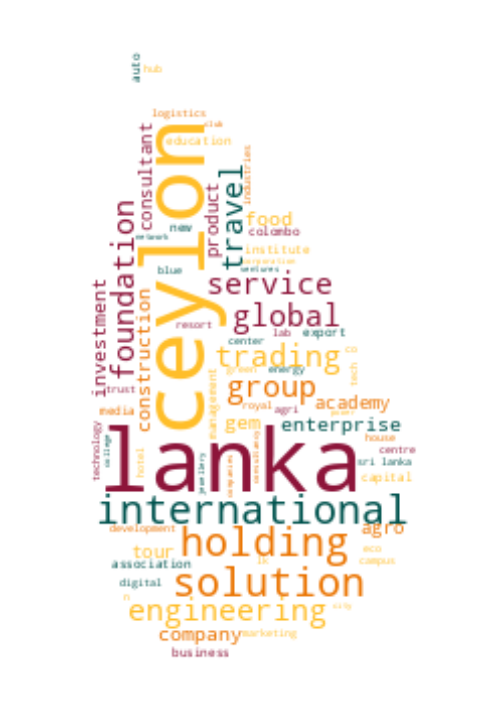 auto
hub
logistics
club
education
consultant
ceylon
industries
travel
product
foundation
food
new
colombo
network
institute
corporation
ventures
blue
service
investment
construction
global
resort
lab
export
center
trading
co
tech
green
energy
management
group
trust
royal
agri
academy
media
power
gem
enterprise
technology
college
lanka
house
consultancy
centre
hotel
jewellery
companies
sri lanka
capital
international
development
holding
agro
tour
eco
association
lk
campus
digital
solution
n
engineering
city
company
marketing
business